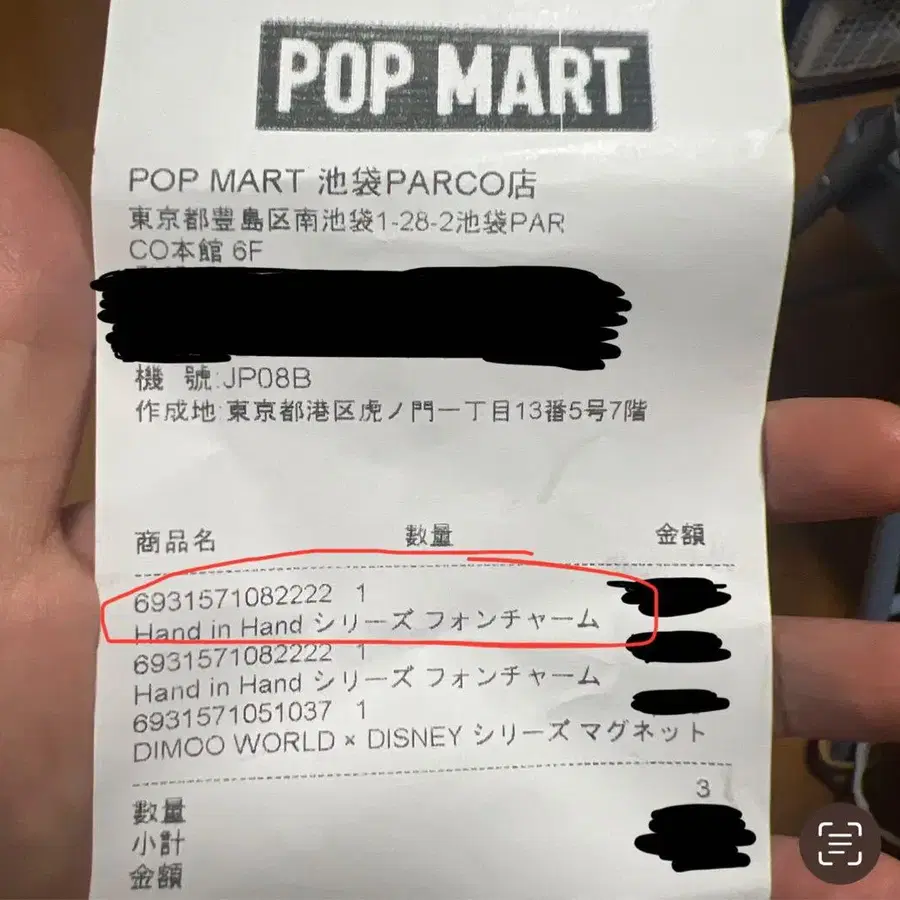 POP MART
POP MART 池袋PARCO店
東京都豊島区南池袋1-28-2池袋PAR
CO本館 6F
機 號:JP08B
作成地:東京都港区虎ノ門一丁目13番5号7階
商品名 数量 金額
6931571082222 1
Hand in Hand シリーズ フォンチャーム
6931571082222 1
Hand in Hand シリーズ フォンチャーム
6931571051037 1
DIMOO WORLD × DISNEY シリーズ マグネット
数量 3
小計
金額